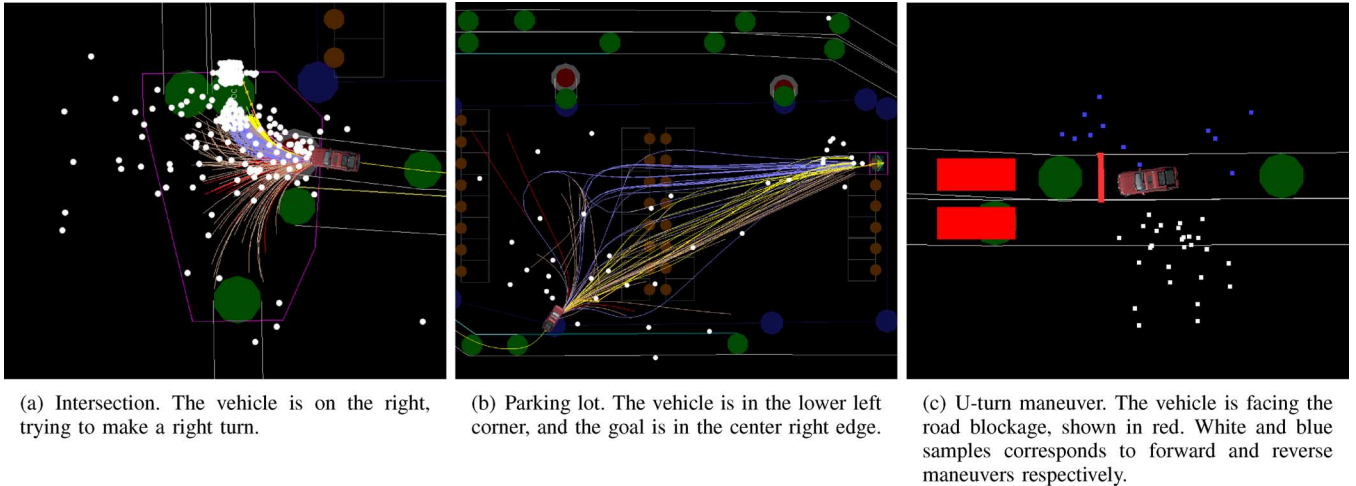 (a) Intersection. The vehicle is on the right,
trying to make a right turn.
(b) Parking lot. The vehicle is in the lower left
corner, and the goal is in the center right edge.
(c) U-turn maneuver. The vehicle is facing the
road blockage, shown in red. White and blue
samples corresponds to forward and reverse
maneuvers respectively.